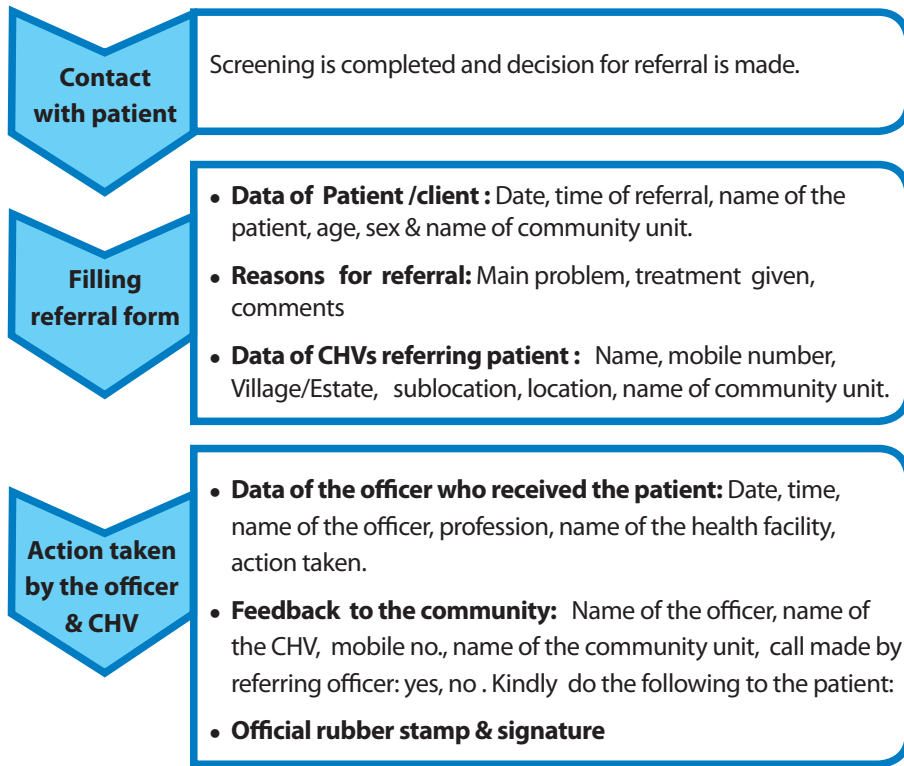 Contact
with patient
Screening is completed and decision for referral is made.
Filling
referral form
• Data of Patient /client : Date, time of referral, name of the
patient, age, sex & name of community unit.
• Reasons for referral: Main problem, treatment given,
comments
• Data of CHVs referring patient : Name, mobile number,
Village/Estate, sublocation, location, name of community unit.
Action taken
by the officer
& CHV
• Data of the officer who received the patient: Date, time,
name of the officer, profession, name of the health facility,
action taken.
• Feedback to the community: Name of the officer, name of
the CHV, mobile no., name of the community unit, call made by
referring officer: yes, no . Kindly do the following to the patient:
• Official rubber stamp & signature